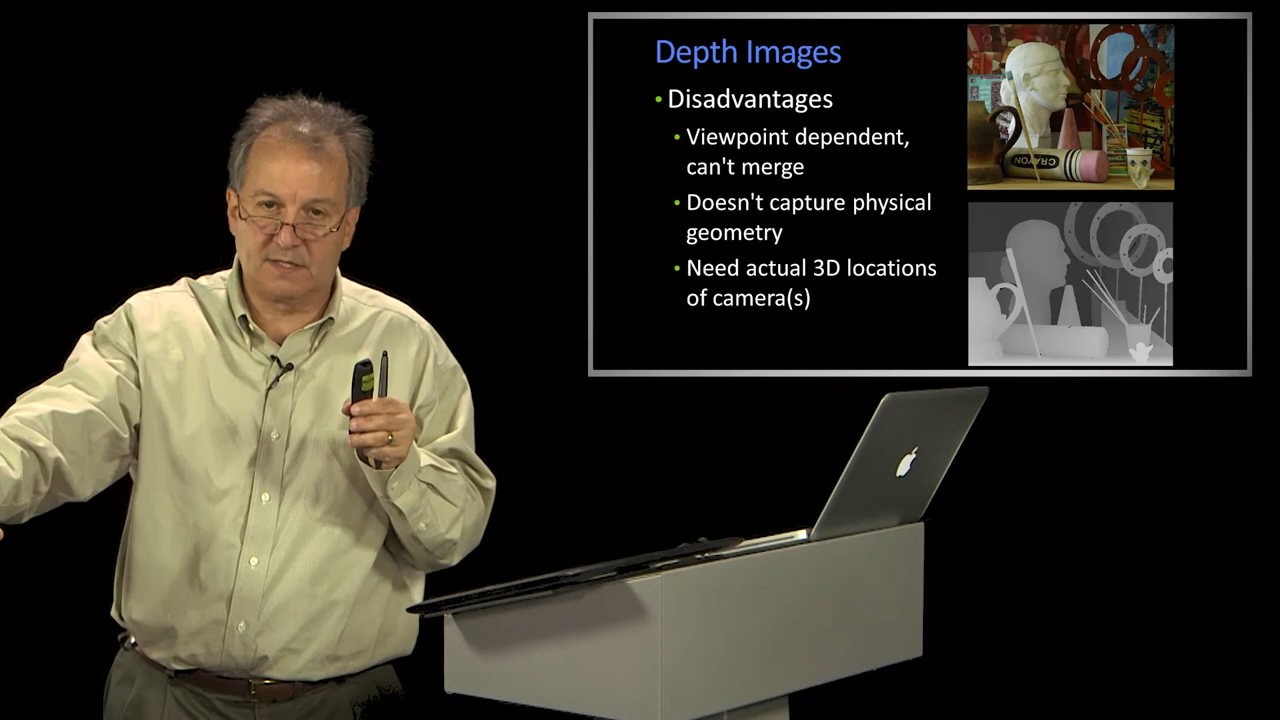 Depth Images
• Disadvantages
• Viewpoint dependent,
can't merge
• Doesn't capture physical
geometry
• Need actual 3D locations
of camera(s)
CRAYON